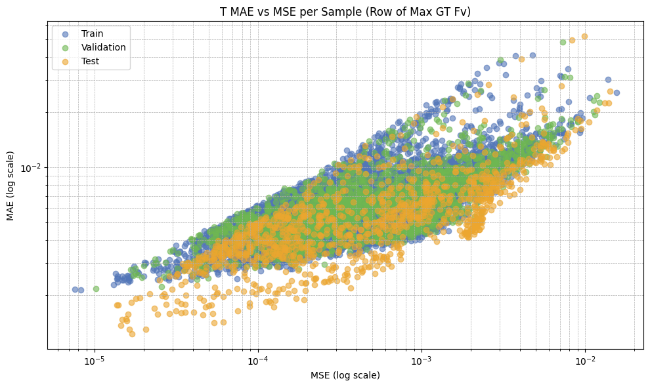 T MAE vs MSE per Sample (Row of Max GT Fv)
Train
Validation
Test
MAE (log scale)
10⁻²
10⁻⁵
10⁻⁴
10⁻³
10⁻²
MSE (log scale)